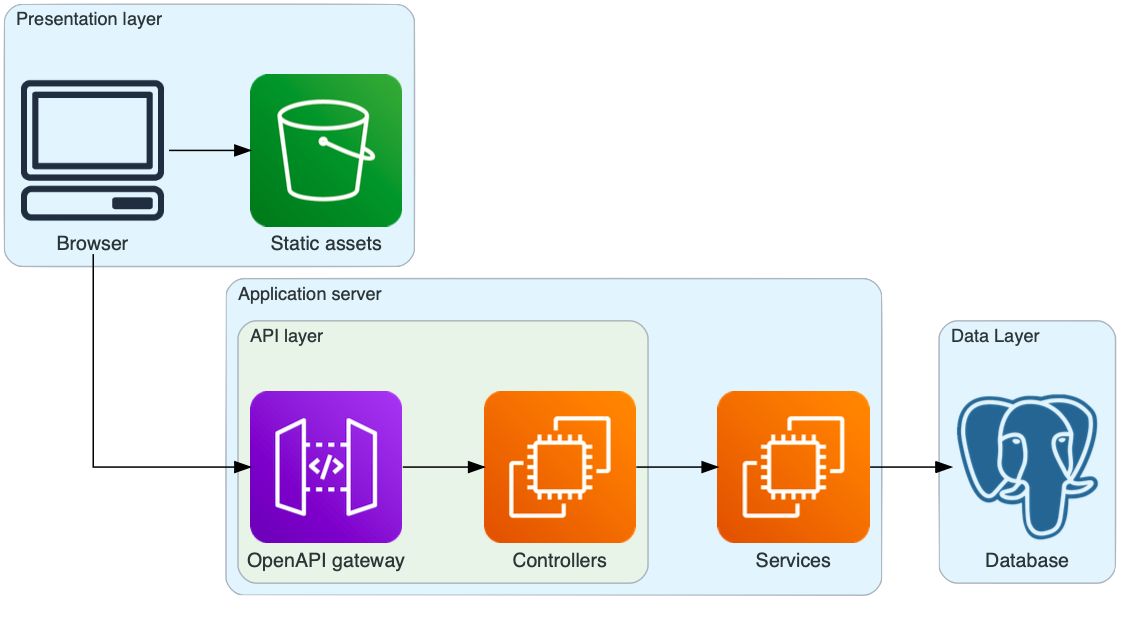 Presentation layer
Browser
Static assets
Application server
API layer
Data Layer
</>
OpenAPI gateway
Controllers
Services
Database